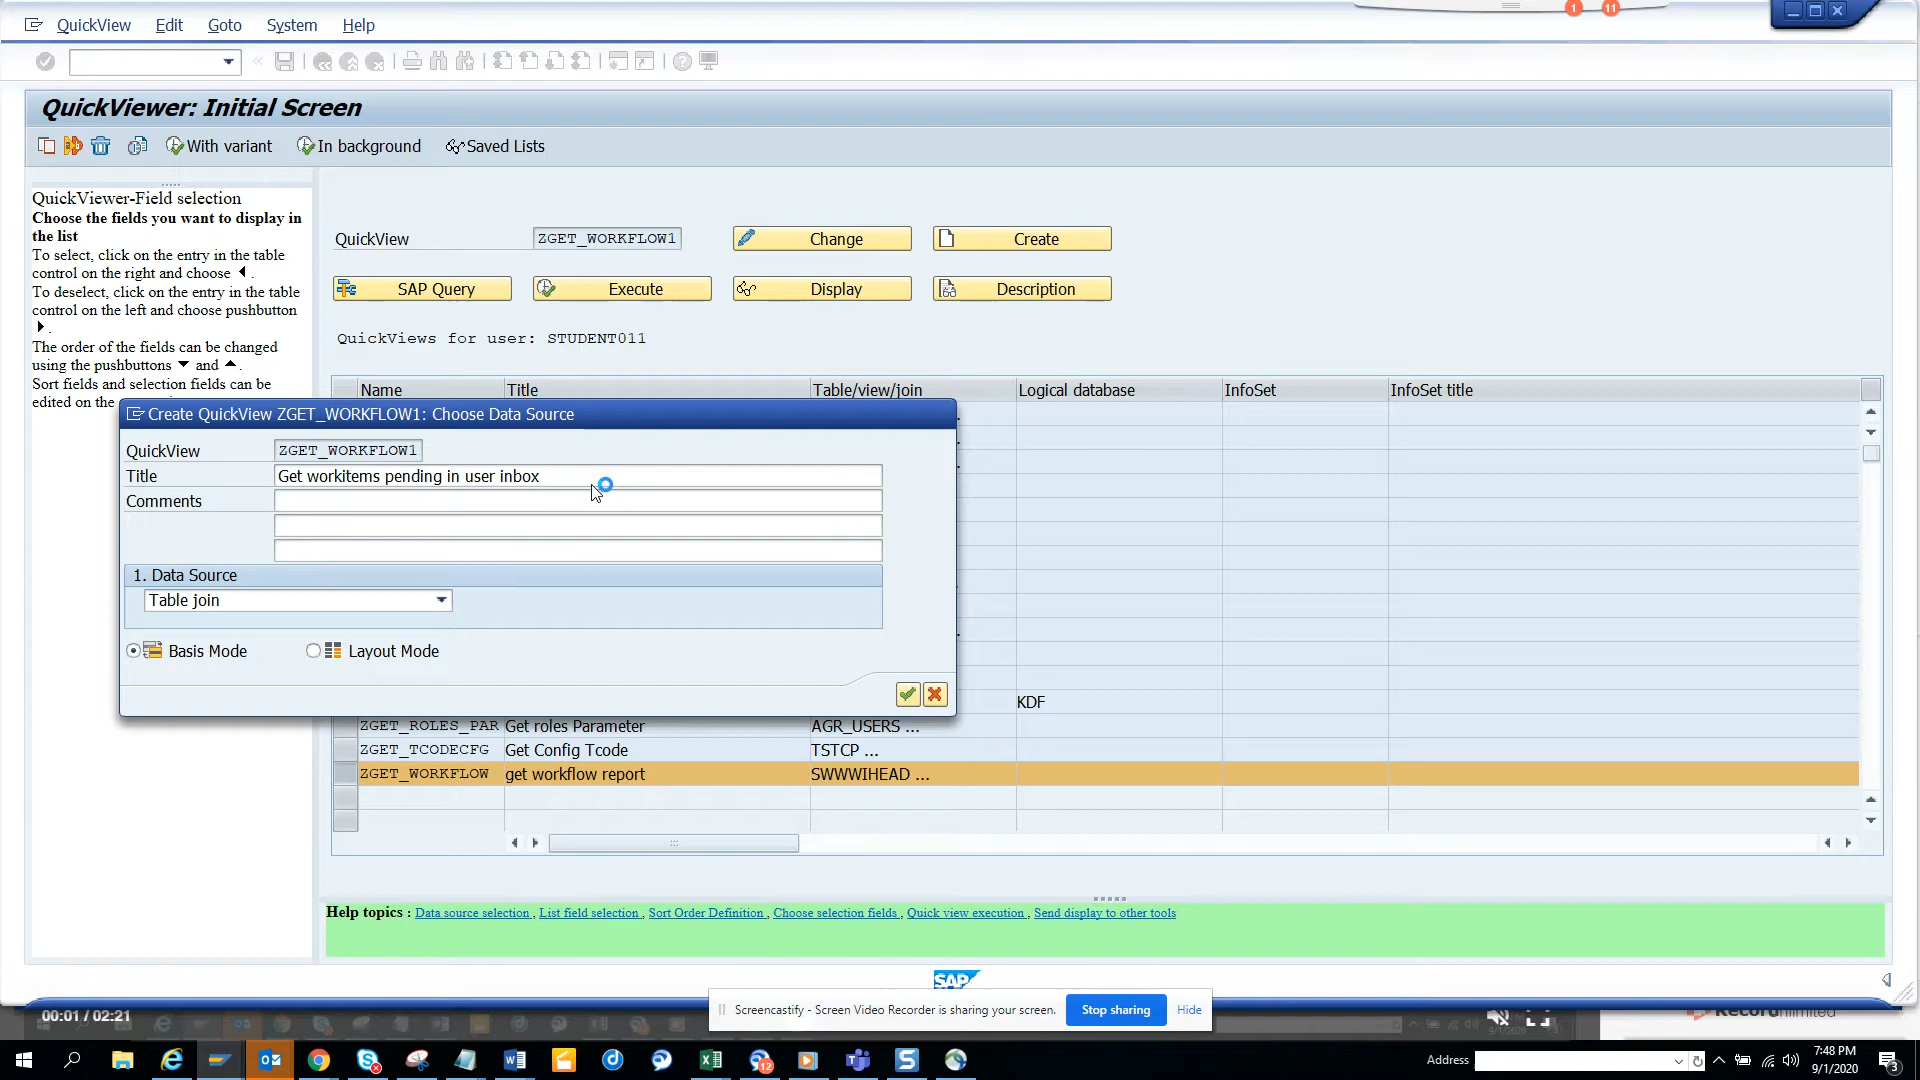 QuickView Edit Goto System Help
1 11
QuickViewer: Initial Screen
With variant In background Saved Lists
QuickViewer-Field selection
Choose the fields you want to display in
the list
To select, click on the entry in the table
control on the right and choose .
To deselect, click on the entry in the table
control on the left and choose pushbutton
.
The order of the fields can be changed
using the pushbuttons and .
Sort fields and selection fields can be
edited on the
QuickView ZGET_WORKFLOW1 Change Create
SAP Query Execute Display Description
QuickViews for user: STUDENT011
Name Title Table/view/join Logical database InfoSet InfoSet title
Create QuickView ZGET_WORKFLOW1: Choose Data Source
QuickView ZGET_WORKFLOW1
Title Get workitems pending in user inbox
Comments
1. Data Source
Table join
Basis Mode Layout Mode
KDF
ZGET_ROLES_PAR Get roles Parameter AGR_USERS ...
ZGET_TCODECFG Get Config Tcode TSTCP ...
ZGET_WORKFLOW get workflow report SWWWIHEAD ...
Help topics : Data source selection , List field selection , Sort Order Definition , Choose selection fields , Quick view execution , Send display to other tools
SAP
Screencastify - Screen Video Recorder is sharing your screen. Stop sharing Hide
00:01 / 02:21
Address
7:48 PM
9/1/2020
12
3